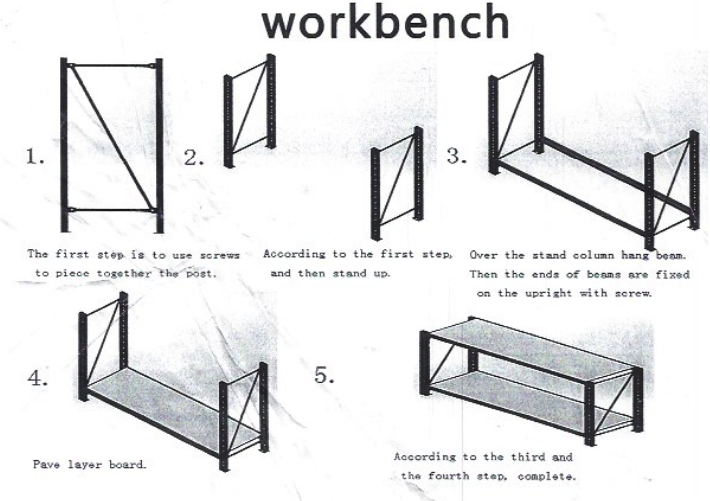 workbench
1.
2.
3.
The first step is to use screws
to piece together the post.
According to the first step,
and then stand up.
Over the stand column hang beam.
Then the ends of beams are fixed
on the upright with screw.
4.
5.
Pave layer board.
According to the third and
the fourth step, complete.